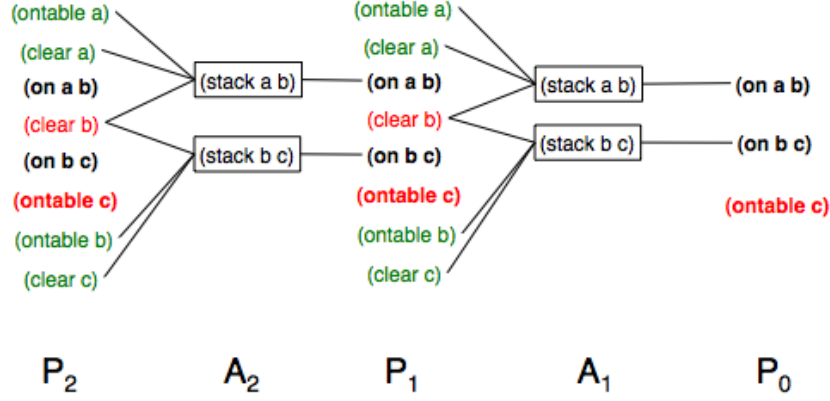 (ontable a)
(clear a)
(on a b)
(clear b)
(on b c)
(ontable c)
(ontable b)
(clear c)
(stack a b)
(stack b c)
(ontable a)
(clear a)
(on a b)
(clear b)
(on b c)
(ontable c)
(ontable b)
(clear c)
(stack a b)
(stack b c)
(on a b)
(on b c)
(ontable c)
P2 A2 P1 A1 P0